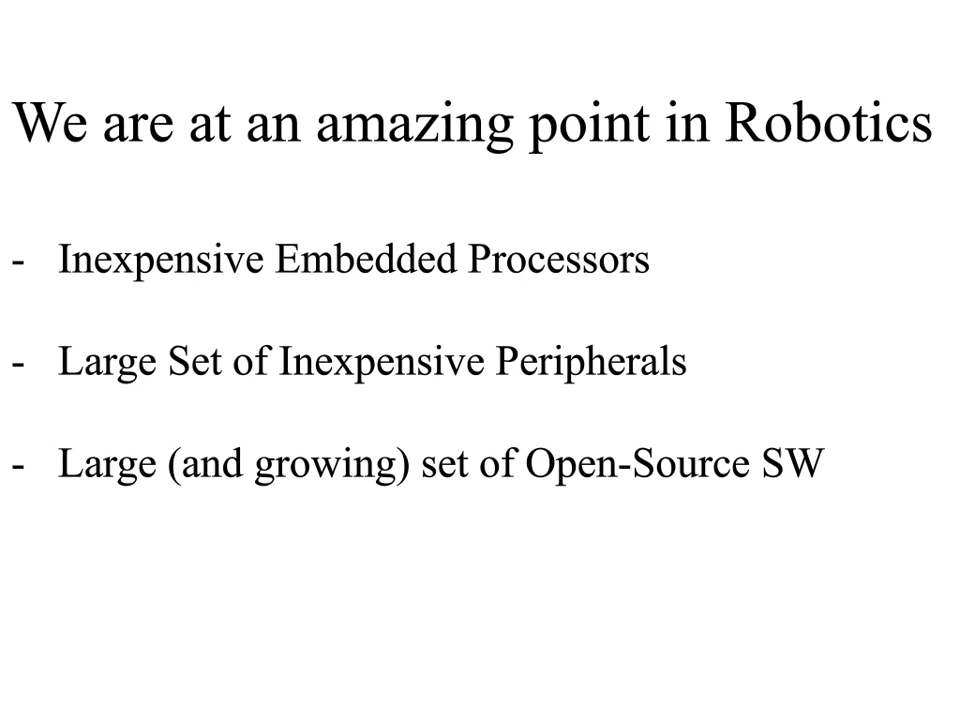 We are at an amazing point in Robotics
- Inexpensive Embedded Processors
- Large Set of Inexpensive Peripherals
- Large (and growing) set of Open-Source SW